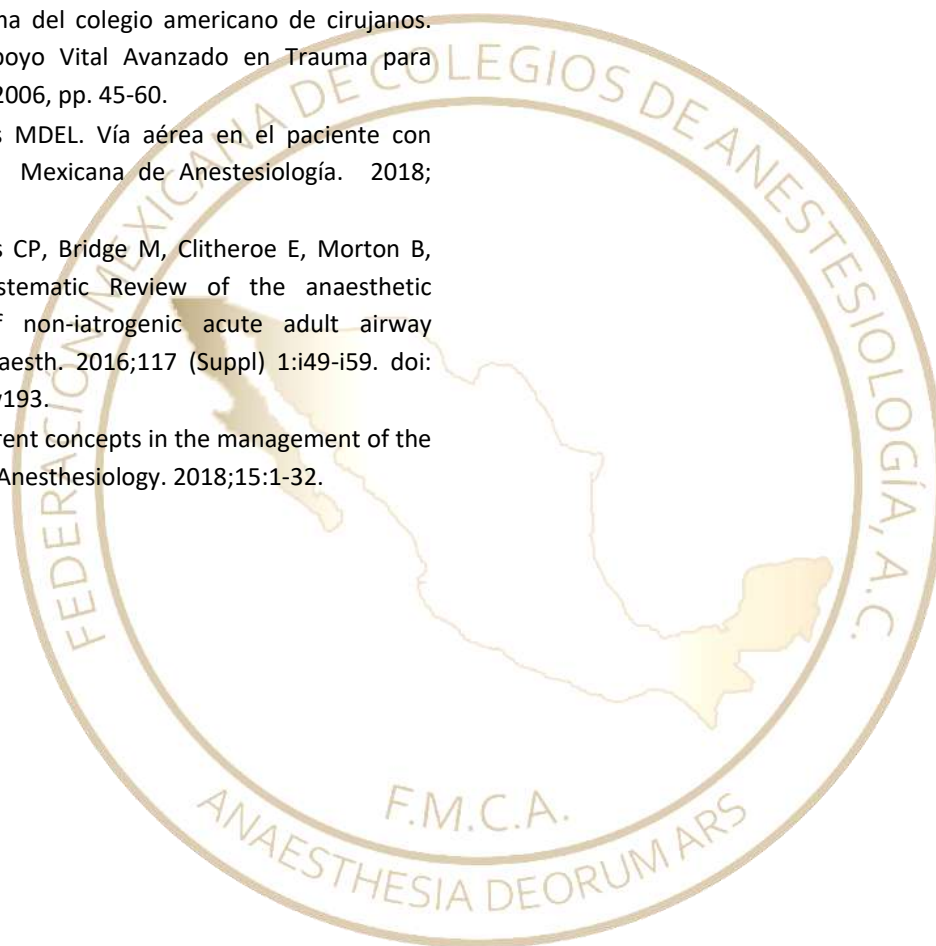 ma del colegio americano de cirujanos.
poyo Vital Avanzado en Trauma para
2006, pp. 45-60.
s MDEL. Vía aérea en el paciente con
Mexicana de Anestesiología. 2018;
s CP, Bridge M, Clitheroe E, Morton B,
stematic Review of the anaesthetic
f non-iatrogenic acute adult airway
aesth. 2016;117 (Suppl) 1:i49-i59. doi:
v193.
rent concepts in the management of the
Anesthesiology. 2018;15:1-32.
FEDERACIÓN MEXICANA DE COLEGIOS DE ANESTESIOLOGÍA, A.C.
F.M.C.A.
ANAESTHESIA DEORUM ARS